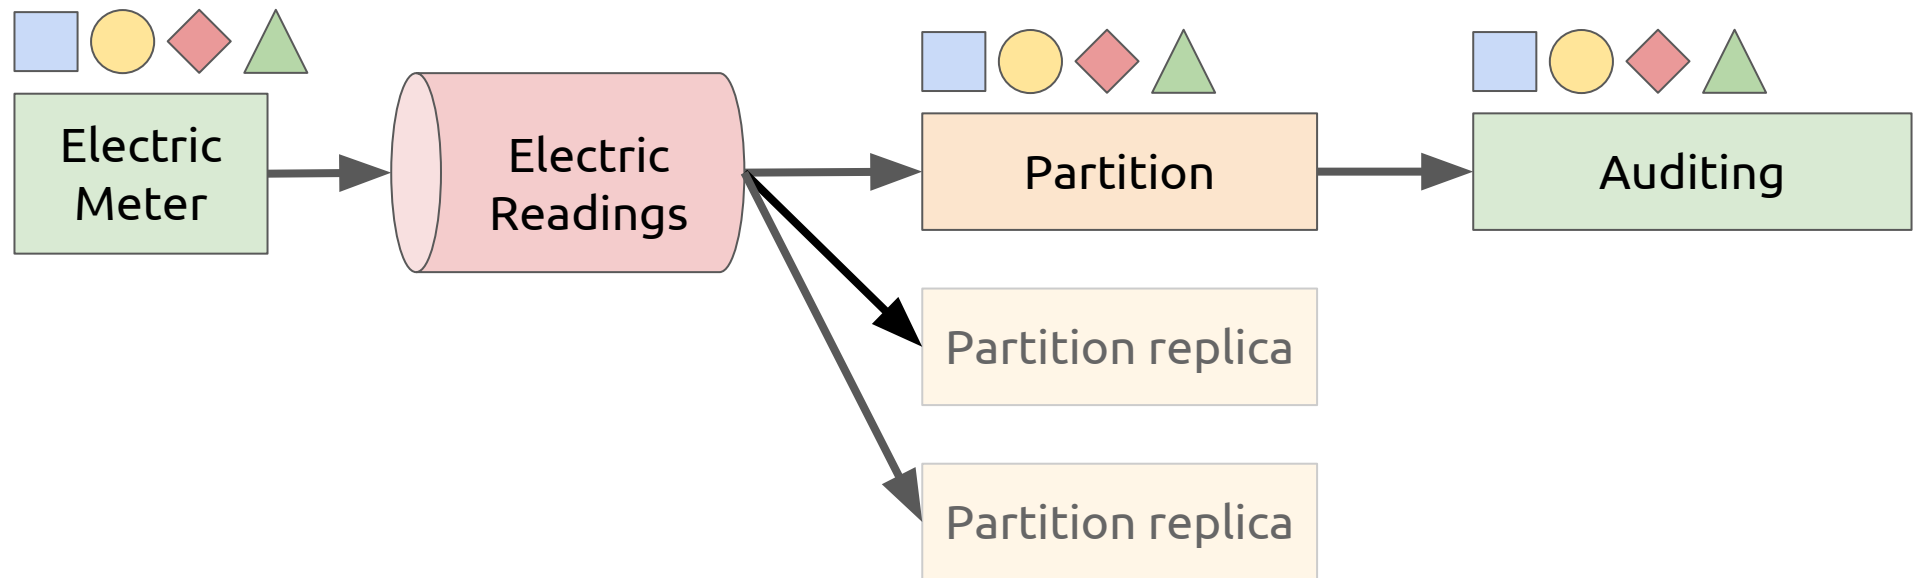 Electric
Meter
Electric
Readings
Partition
Auditing
Partition replica
Partition replica